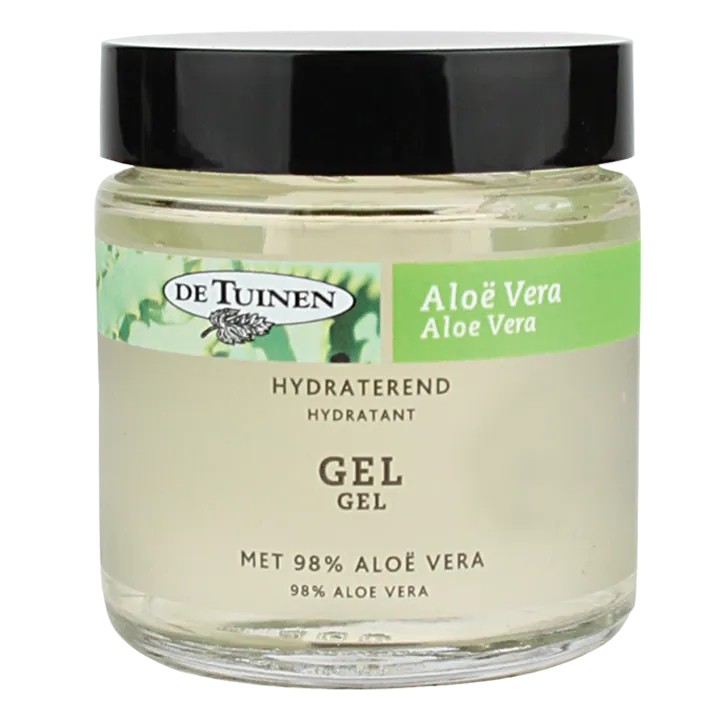 DE TUINEN
Aloë Vera
Aloe Vera
HYDRATEREND
HYDRATANT
GEL
GEL
MET 98% ALOË VERA
98% ALOE VERA